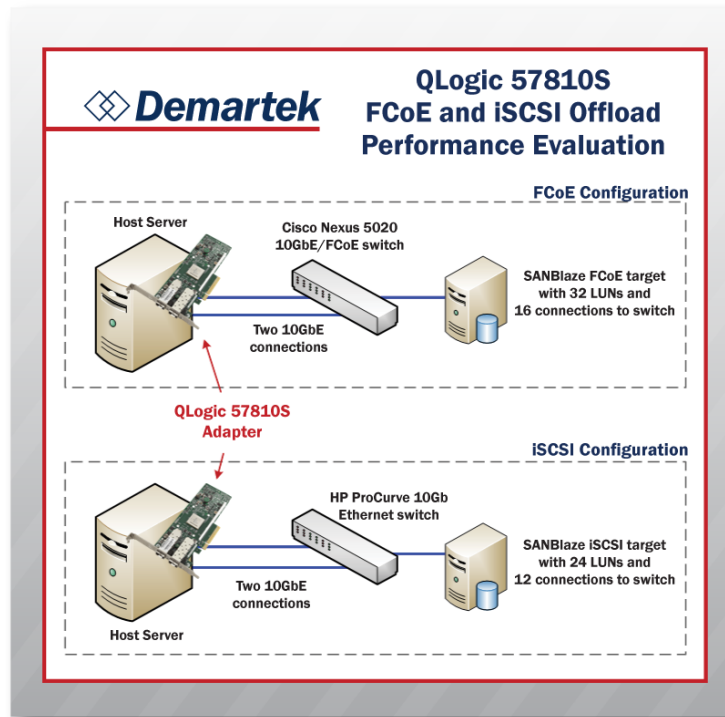 Demartek
QLogic 57810S
FCoE and iSCSI Offload
Performance Evaluation
FCoE Configuration
Host Server
Cisco Nexus 5020
10GbE/FCoE switch
SANBlaze FCoE target
with 32 LUNs and
16 connections to switch
Two 10GbE
connections
QLogic 57810S
Adapter
iSCSI Configuration
HP ProCurve 10Gb
Ethernet switch
SANBlaze iSCSI target
with 24 LUNs and
12 connections to switch
Two 10GbE
connections
Host Server